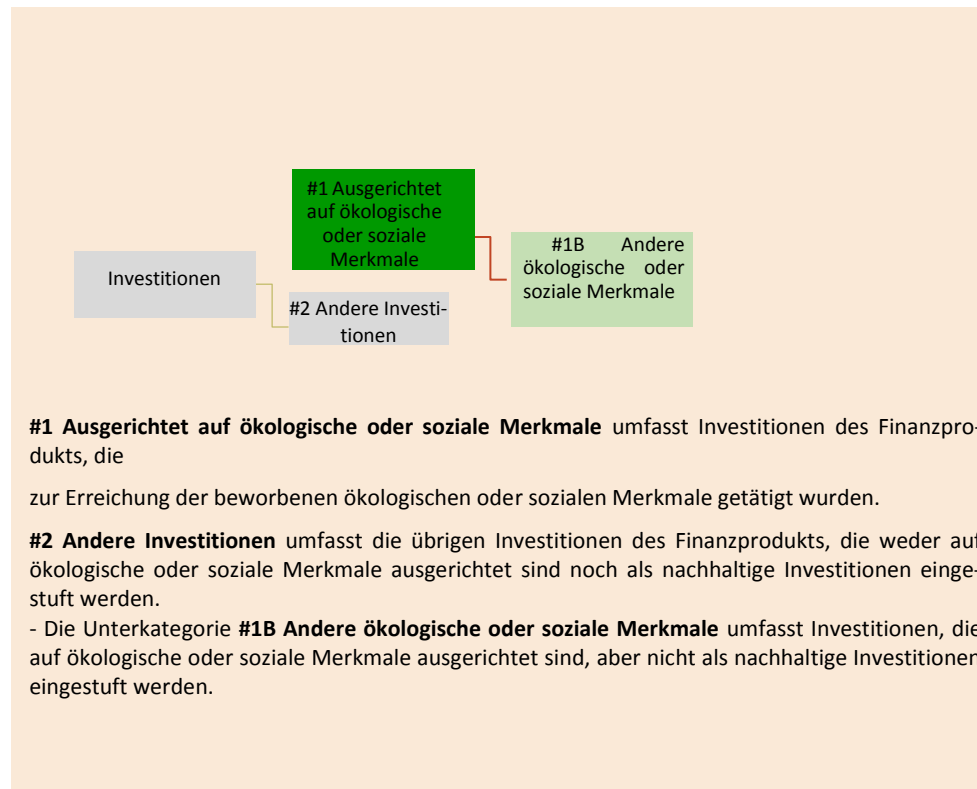 #1 Ausgerichtet
auf ökologische
oder soziale
Merkmale
#1B Andere
ökologische oder
soziale Merkmale
Investitionen
#2 Andere Investi-
tionen
#1 Ausgerichtet auf ökologische oder soziale Merkmale umfasst Investitionen des Finanzpro-
dukts, die
zur Erreichung der beworbenen ökologischen oder sozialen Merkmale getätigt wurden.
#2 Andere Investitionen umfasst die übrigen Investitionen des Finanzprodukts, die weder auf
ökologische oder soziale Merkmale ausgerichtet sind noch als nachhaltige Investitionen einge-
stuft werden.
- Die Unterkategorie #1B Andere ökologische oder soziale Merkmale umfasst Investitionen, die
auf ökologische oder soziale Merkmale ausgerichtet sind, aber nicht als nachhaltige Investitionen
eingestuft werden.